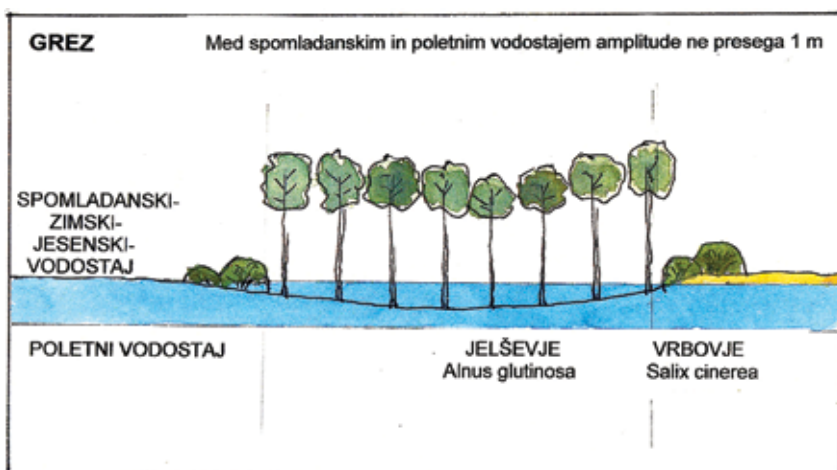 GREZ
Med spomladanskim in poletnim vodostajem amplitude ne presega 1 m
SPOMLADANSKI-
ZIMSKI-
JESENSKI-
VODOSTAJ
POLETNI VODOSTAJ
JELŠEVJE
Alnus glutinosa
VRBOVJE
Salix cinerea